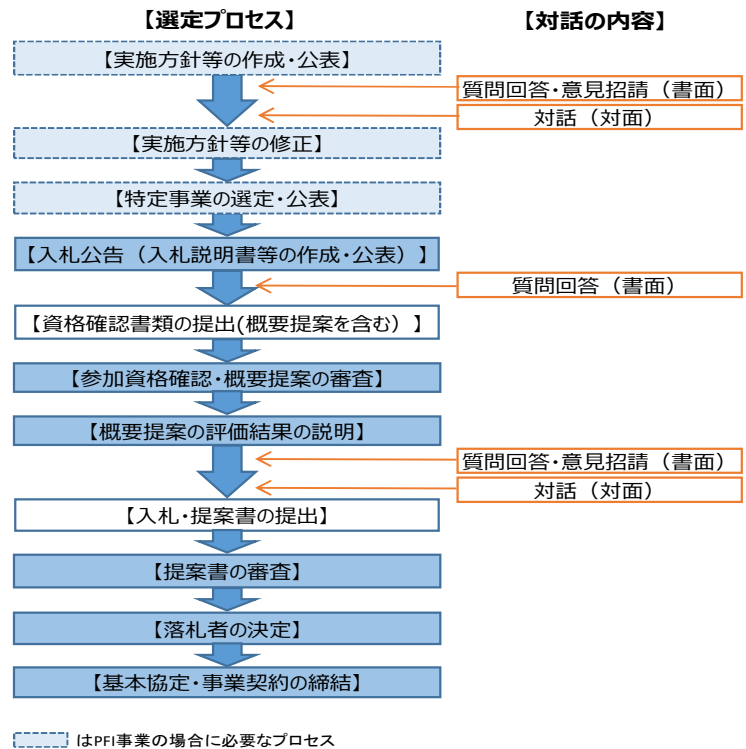 【選定プロセス】
【対話の内容】
【実施方針等の作成・公表】
質問回答・意見招請（書面）
対話（対面）
【実施方針等の修正】
【特定事業の選定・公表】
【入札公告（入札説明書等の作成・公表）】
質問回答（書面）
【資格確認書類の提出(概要提案を含む）】
【参加資格確認・概要提案の審査】
【概要提案の評価結果の説明】
質問回答・意見招請（書面）
対話（対面）
【入札・提案書の提出】
【提案書の審査】
【落札者の決定】
【基本協定・事業契約の締結】
はPFI事業の場合に必要なプロセス